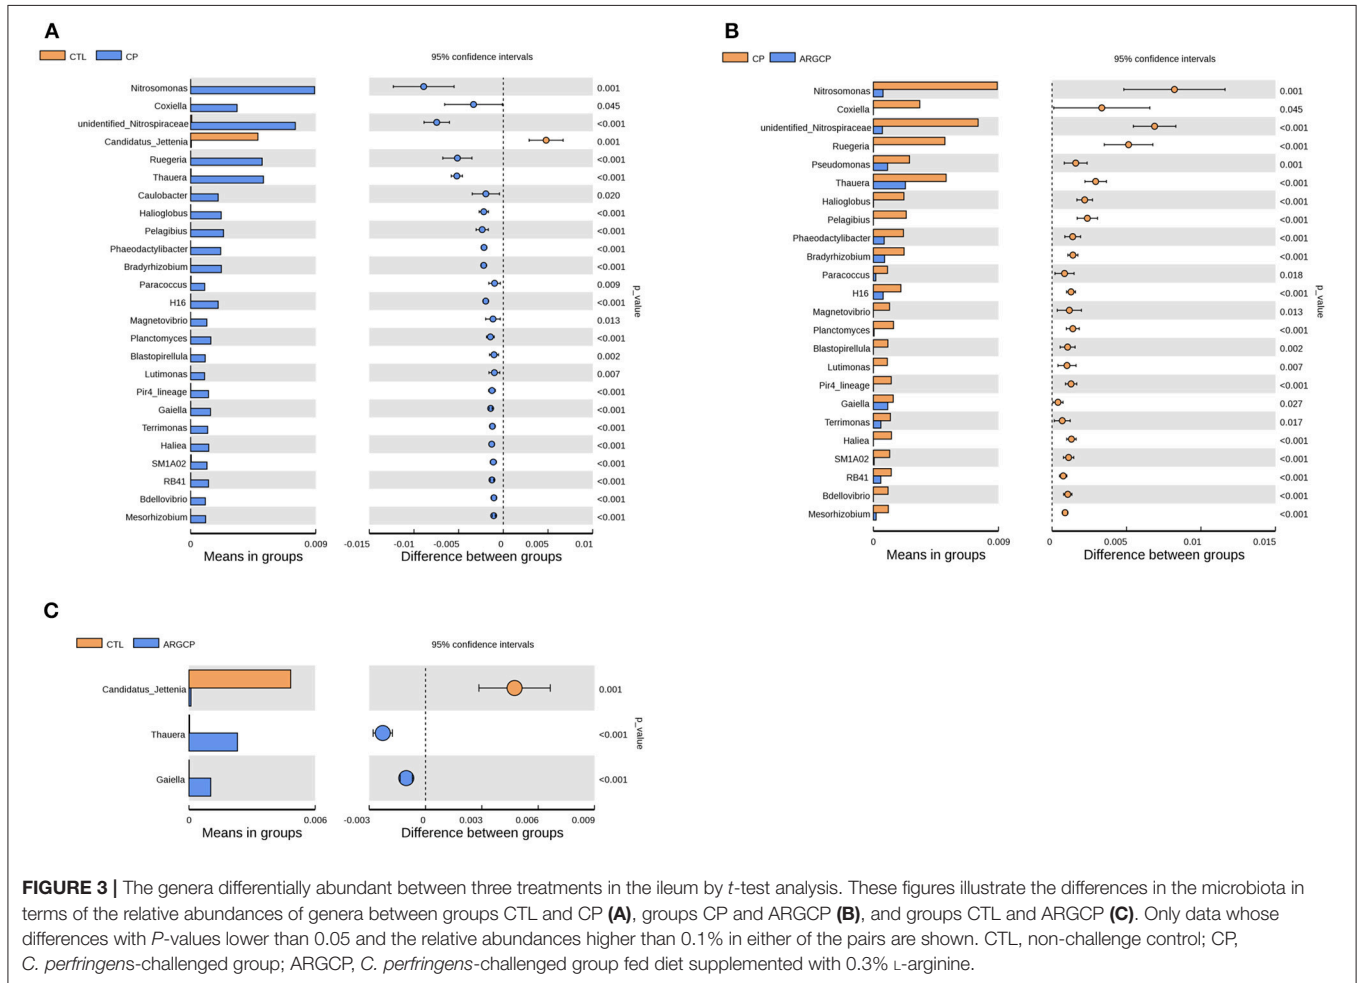 A
CTL CP
95% confidence intervals
Nitrosomonas 0.001
Coxiella 0.045
unidentified_Nitrospiraceae <0.001
Candidatus_Jettenia 0.001
Ruegeria <0.001
Thauera <0.001
Caulobacter 0.020
Halioglobus <0.001
Pelagibius <0.001
Phaeodactylibacter <0.001
Bradyrhizobium <0.001
Paracoccus 0.009
H16 <0.001
Magnetovibrio 0.013
Planctomyces <0.001
Blastopirellula 0.002
Lutimonas 0.007
Pir4_lineage <0.001
Gaiella <0.001
Terrimonas <0.001
Haliea <0.001
SM1A02 <0.001
RB41 <0.001
Bdellovibrio <0.001
Mesorhizobium <0.001
p_value
0 0.009 -0.015 -0.01 -0.005 0 0.005 0.01
Means in groups Difference between groups
B
CP ARGCP
95% confidence intervals
Nitrosomonas 0.001
Coxiella 0.045
unidentified_Nitrospiraceae <0.001
Ruegeria <0.001
Pseudomonas 0.001
Thauera <0.001
Halioglobus <0.001
Pelagibius <0.001
Phaeodactylibacter <0.001
Bradyrhizobium <0.001
Paracoccus 0.018
H16 <0.001
Magnetovibrio 0.013
Planctomyces <0.001
Blastopirellula 0.002
Lutimonas 0.007
Pir4_lineage <0.001
Gaiella 0.027
Terrimonas 0.017
Haliea <0.001
SM1A02 <0.001
RB41 <0.001
Bdellovibrio <0.001
Mesorhizobium <0.001
p_value
0 0.009 0 0.005 0.01 0.015
Means in groups Difference between groups
C
CTL ARGCP
95% confidence intervals
Candidatus_Jettenia 0.001
Thauera <0.001
Gaiella <0.001
p_value
0 0.006 -0.003 0 0.003 0.006 0.009
Means in groups Difference between groups
FIGURE 3 | The genera differentially abundant between three treatments in the ileum by t-test analysis. These figures illustrate the differences in the microbiota in
terms of the relative abundances of genera between groups CTL and CP (A), groups CP and ARGCP (B), and groups CTL and ARGCP (C). Only data whose
differences with P-values lower than 0.05 and the relative abundances higher than 0.1% in either of the pairs are shown. CTL, non-challenge control; CP,
C. perfringens-challenged group; ARGCP, C. perfringens-challenged group fed diet supplemented with 0.3% L-arginine.